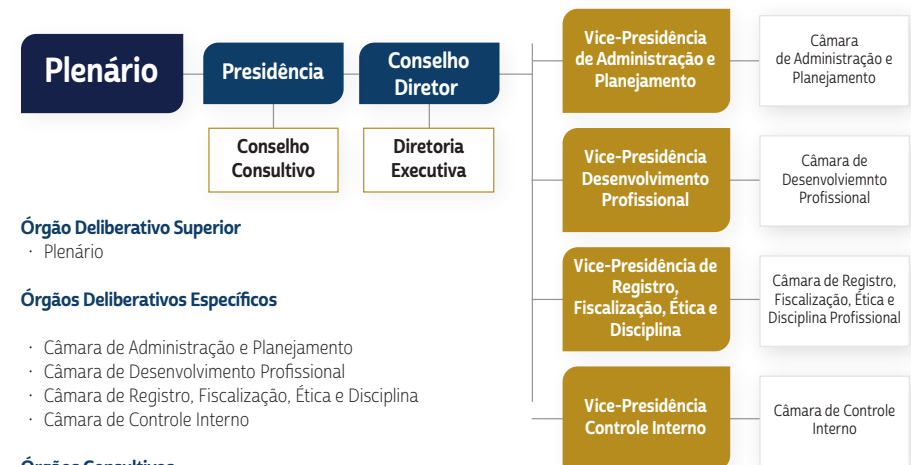 Plenário
Presidência
Conselho
Diretor
Conselho
Consultivo
Diretoria
Executiva
Vice-Presidência
de Administração e
Planejamento
Câmara
de Administração e
Planejamento
Vice-Presidência
Desenvolvimento
Profissional
Câmara de
Desenvolviemnto
Profissional
Vice-Presidência de
Registro,
Fiscalização, Ética e
Disciplina
Câmara de Registro,
Fiscalização, Ética e
Disciplina Profissional
Vice-Presidência
Controle Interno
Câmara de Controle
Interno
Órgão Deliberativo Superior
· Plenário
Órgãos Deliberativos Específicos
· Câmara de Administração e Planejamento
· Câmara de Desenvolvimento Profissional
· Câmara de Registro, Fiscalização, Ética e Disciplina
· Câmara de Controle Interno
Órgãos Consultivos